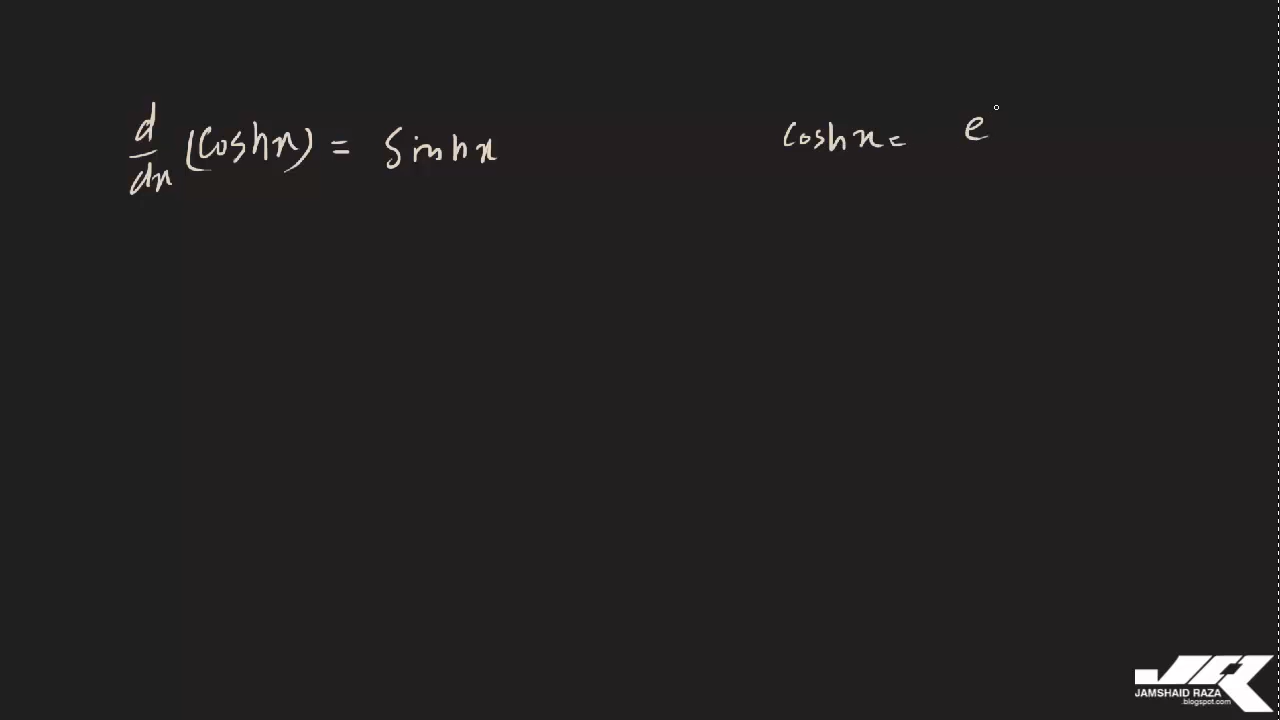 d/dx (Coshx) = Sinhx
Coshx = e
JAMSHAID RAZA
.blogspot.com